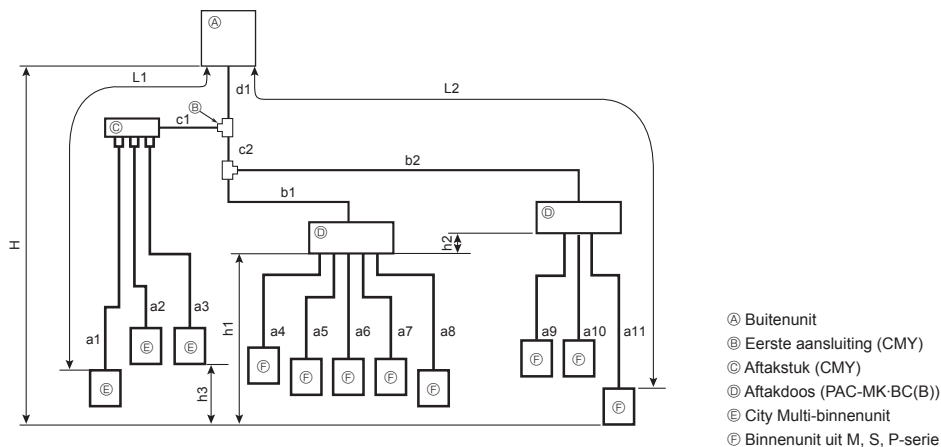 Ⓐ
L1
d1
L2
Ⓑ
Ⓒ
c1
c2
b2
b1
Ⓓ
Ⓓ
h2
H
a1
a2
a3
h1
a4
a5
a6
a7
a8
a9
a10
a11
Ⓔ
Ⓔ
Ⓔ
Ⓕ
Ⓕ
Ⓕ
Ⓕ
Ⓕ
Ⓕ
Ⓕ
Ⓕ
h3
Ⓐ Buitenunit
Ⓑ Eerste aansluiting (CMY)
Ⓒ Aftakstuk (CMY)
Ⓓ Aftakdoos (PAC-MK·BC(B))
Ⓔ City Multi-binnenunit
Ⓕ Binnenunit uit M, S, P-serie